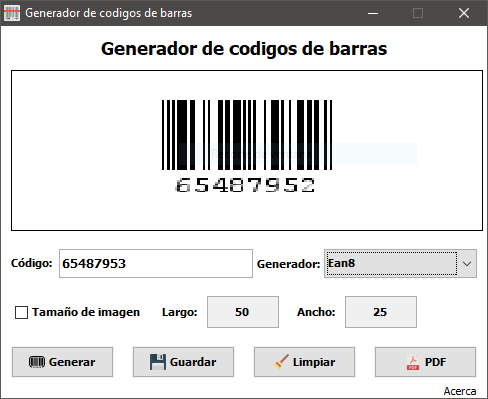 Generador de codigos de barras
Generador de codigos de barras
65487952
Código: 65487953 Generador: Ean8
Tamaño de imagen Largo: 50 Ancho: 25
Generar Guardar Limpiar PDF
Acerca